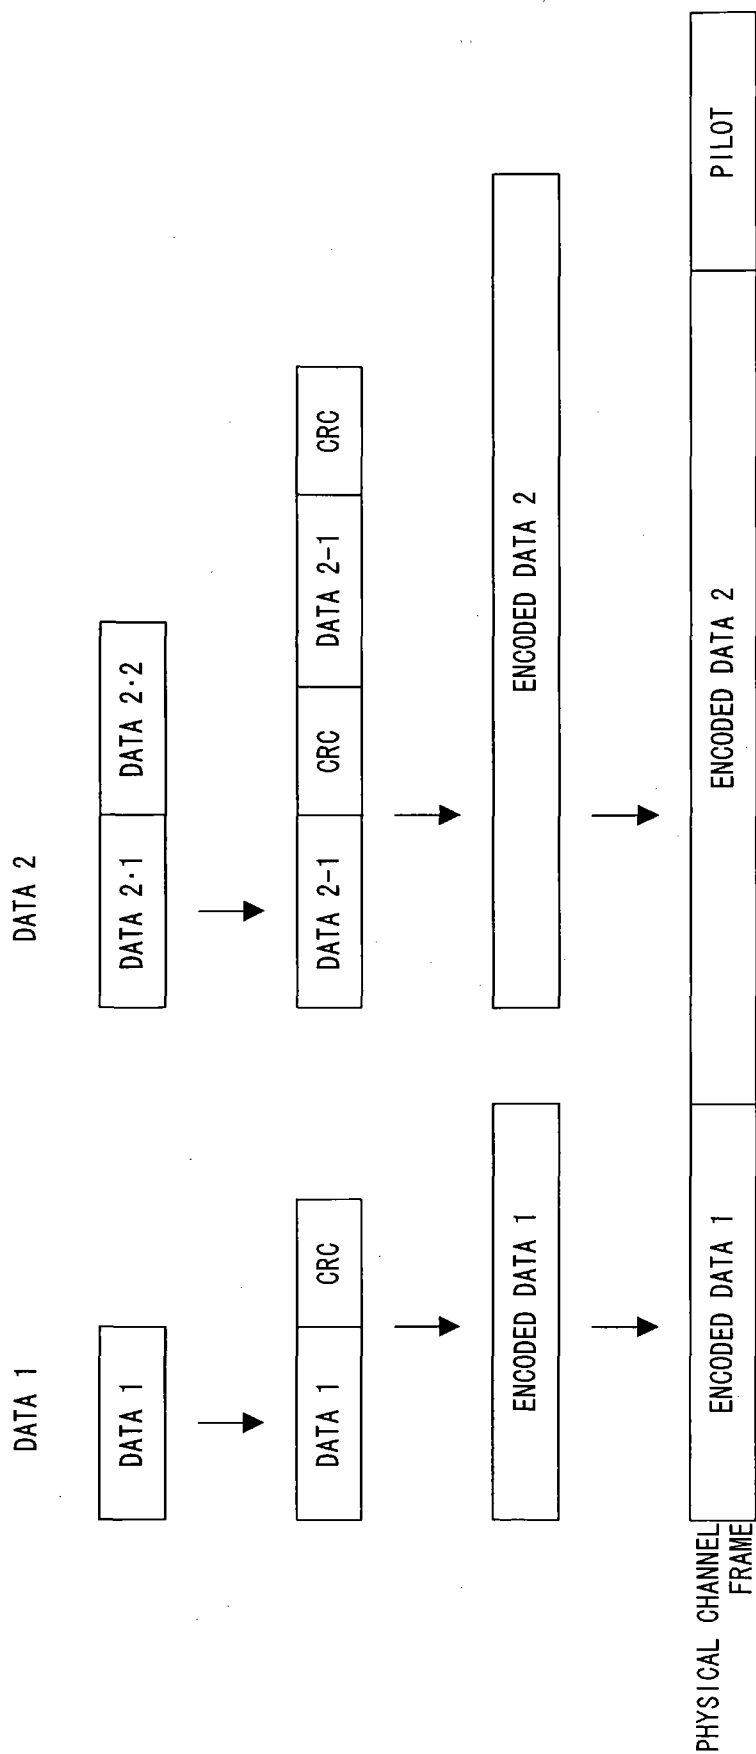 DATA 1
DATA 2
DATA 1
DATA 2·1
DATA 2·2
DATA 1
CRC
DATA 2-1
CRC
DATA 2-1
CRC
ENCODED DATA 1
ENCODED DATA 2
PHYSICAL CHANNEL
FRAME
ENCODED DATA 1
ENCODED DATA 2
PILOT